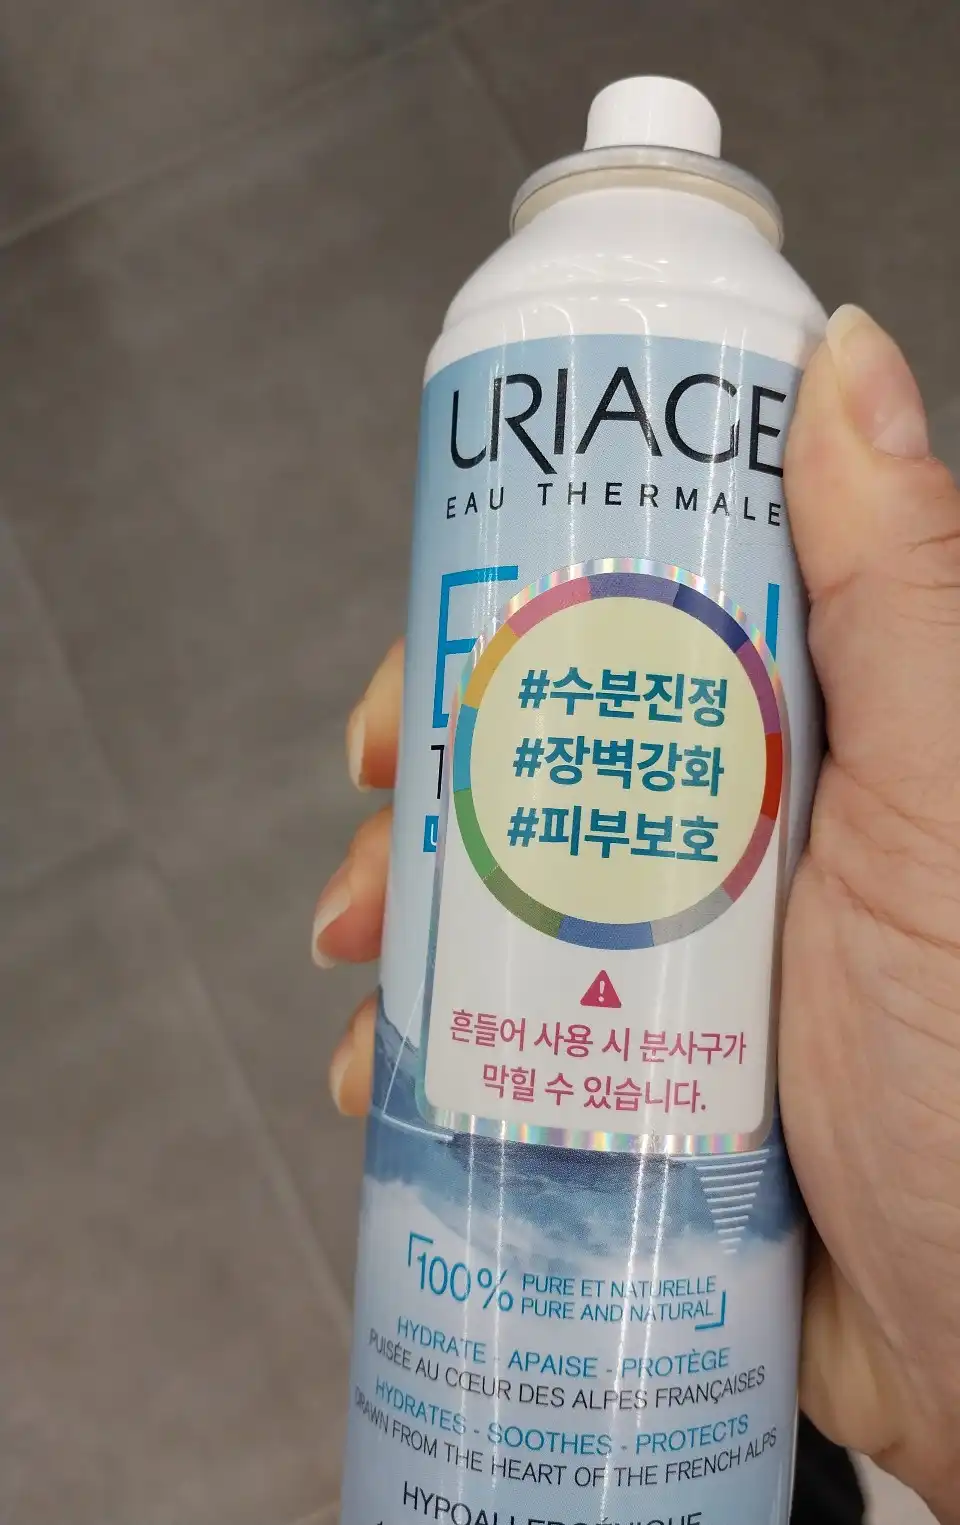 URIAGE
EAU THERMALE
#수분진정
#장벽강화
#피부보호
흔들어 사용 시 분사구가
막힐 수 있습니다.
100% PURE ET NATURELLE
PURE AND NATURAL
HYDRATE - APAISE - PROTÈGE
PUISÉE AU CŒUR DES ALPES FRANÇAISES
HYDRATES - SOOTHES - PROTECTS
DRAWN FROM THE HEART OF THE FRENCH ALPS
HYPOALLERGÉNIQUE